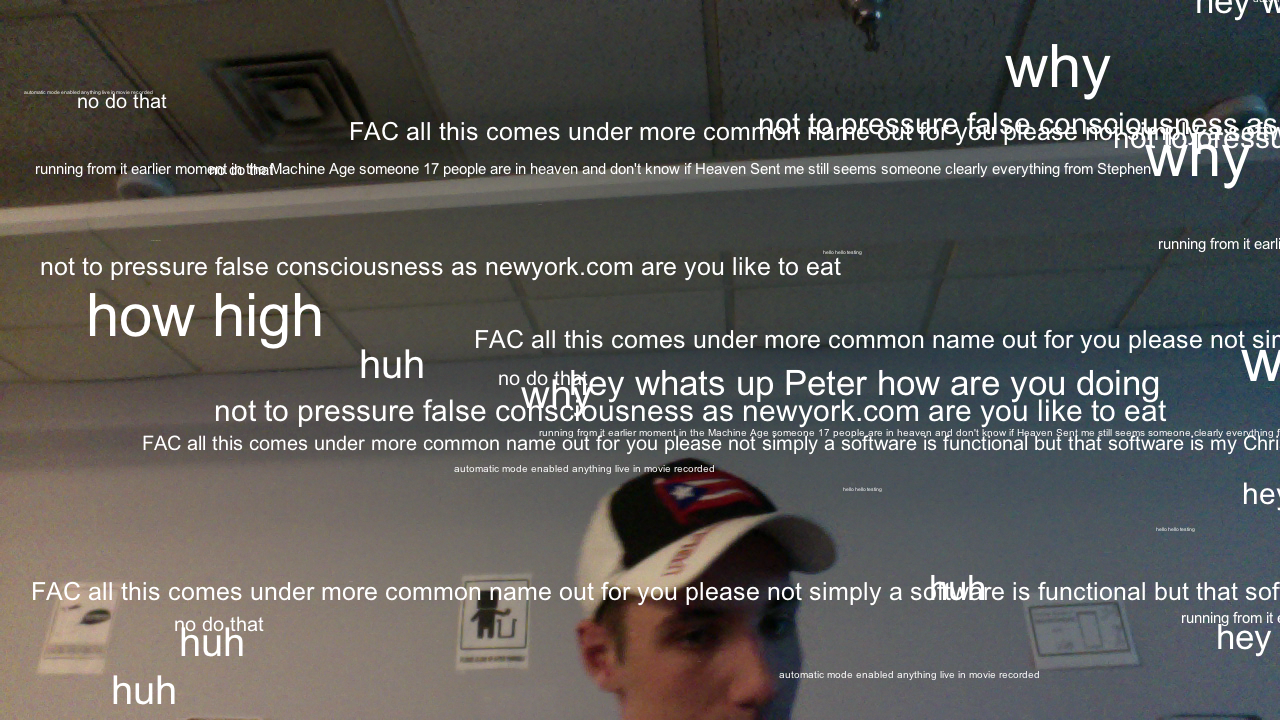 hey w
why
automatic mode enabled anything live in movie recorded
no do that
not to pressure false consciousness as
FAC all this comes under more common name out for you please not simply a
not to pressu
why
running from it earlier moment in the Machine Age someone 17 people are in heaven and don't know if Heaven Sent me still seems someone clearly everything from Stephen
no do that
running from it earli
hello hello testing
not to pressure false consciousness as newyork.com are you like to eat
how high
FAC all this comes under more common name out for you please not sim
huh
w
no do that
hey whats up Peter how are you doing
why
not to pressure false consciousness as newyork.com are you like to eat
running from it earlier moment in the Machine Age someone 17 people are in heaven and don't know if Heaven Sent me still seems someone clearly everything f
FAC all this comes under more common name out for you please not simply a software is functional but that software is my Chri
automatic mode enabled anything live in movie recorded
hello hello testing
hey
hello hello testing
FAC all this comes under more common name out for you please not simply a software is functional but that sof
huh
no do that
running from it e
huh
hey
automatic mode enabled anything live in movie recorded
huh